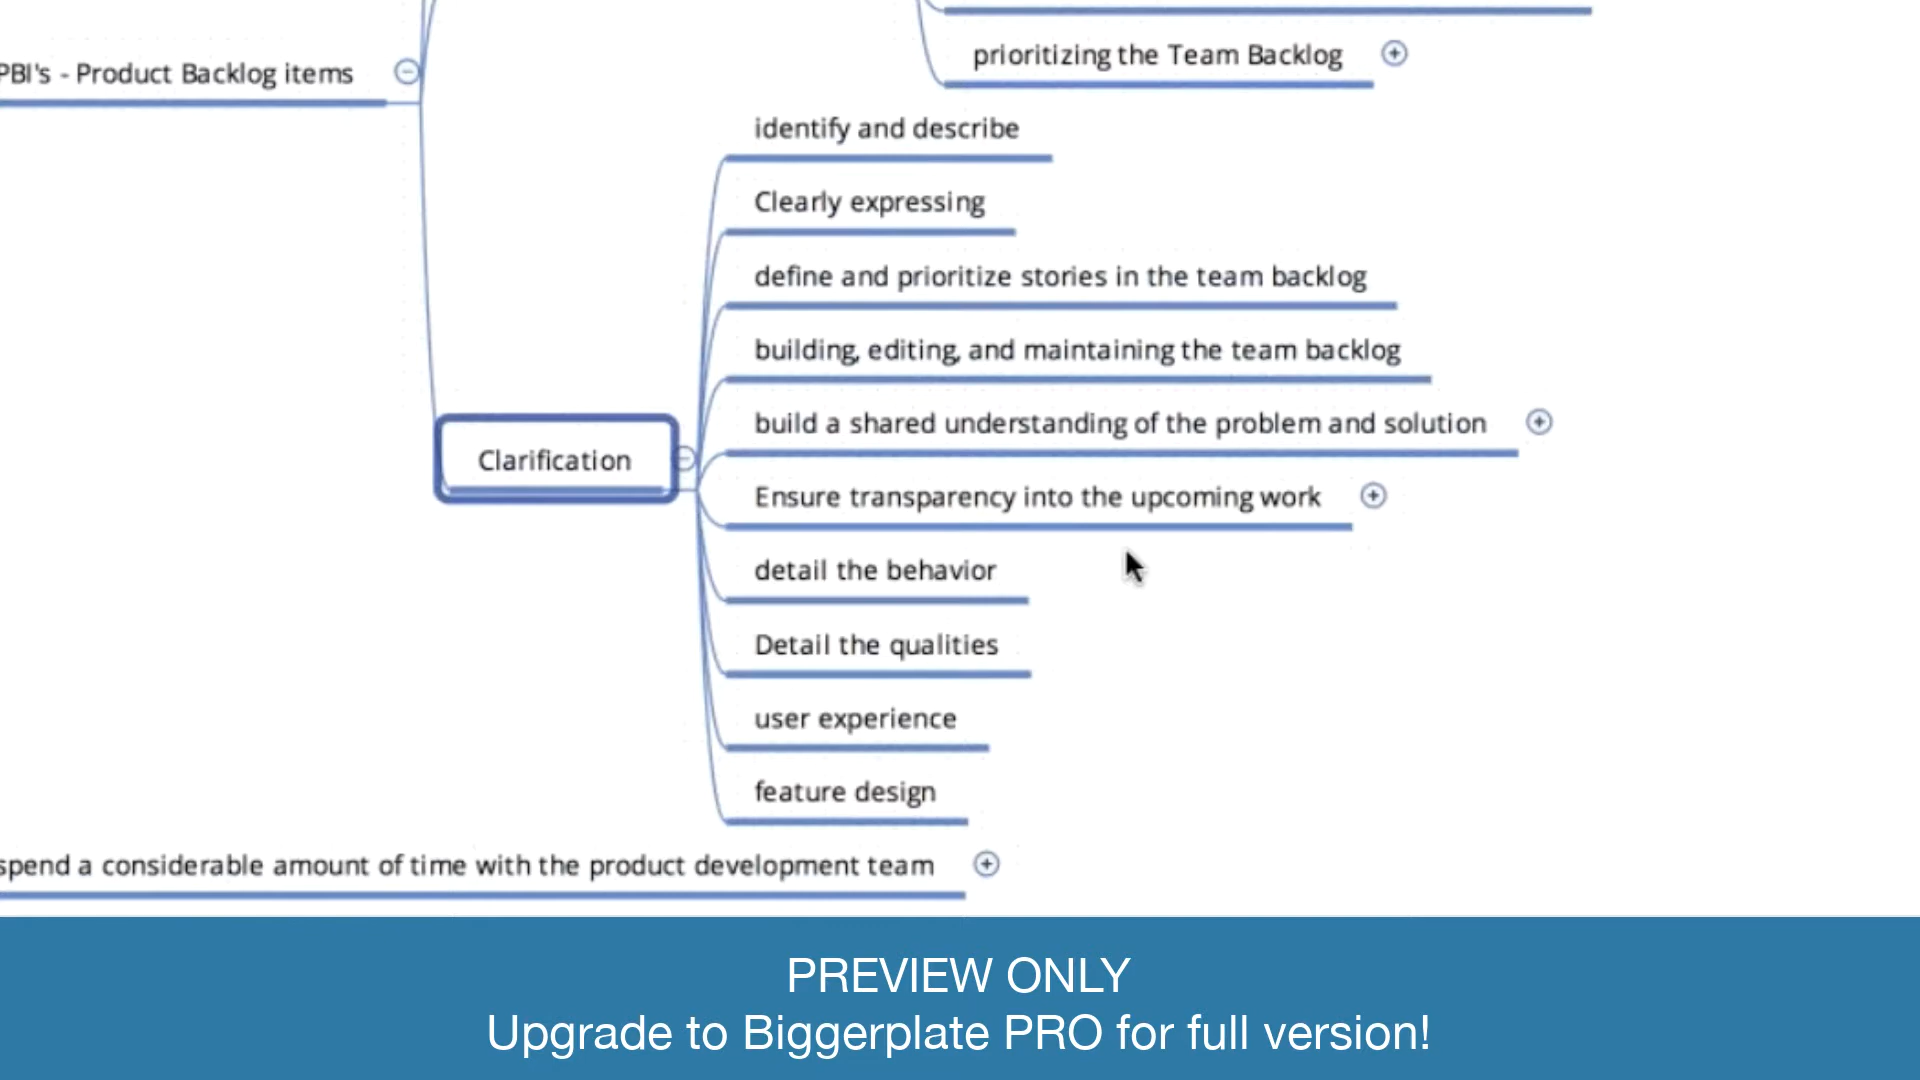 prioritizing the Team Backlog
PBI's - Product Backlog items
identify and describe
Clearly expressing
define and prioritize stories in the team backlog
building, editing, and maintaining the team backlog
build a shared understanding of the problem and solution
Clarification
Ensure transparency into the upcoming work
detail the behavior
Detail the qualities
user experience
feature design
spend a considerable amount of time with the product development team
PREVIEW ONLY
Upgrade to Biggerplate PRO for full version!